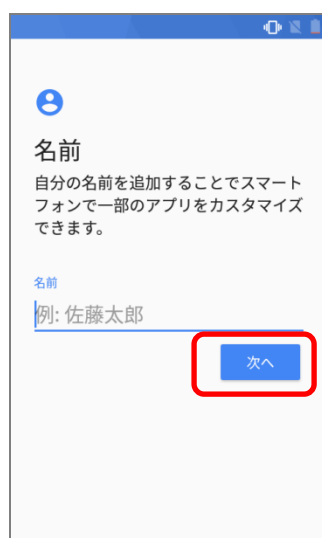 名前
自分の名前を追加することでスマート
フォンで一部のアプリをカスタマイズ
できます。
名前
例: 佐藤太郎
次へ